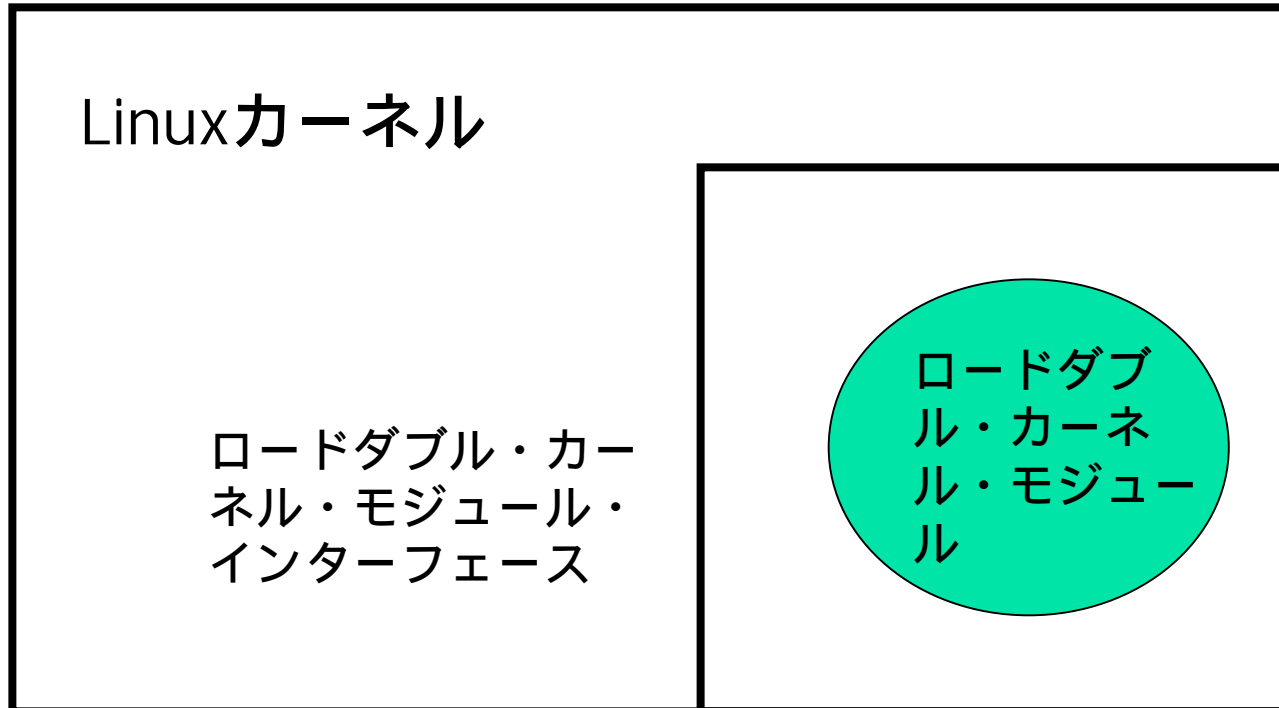 Linuxカーネル
ロードダブル・カー
ネル・モジュール・
インターフェース
ロードダブ
ル・カーネ
ル・モジュー
ル